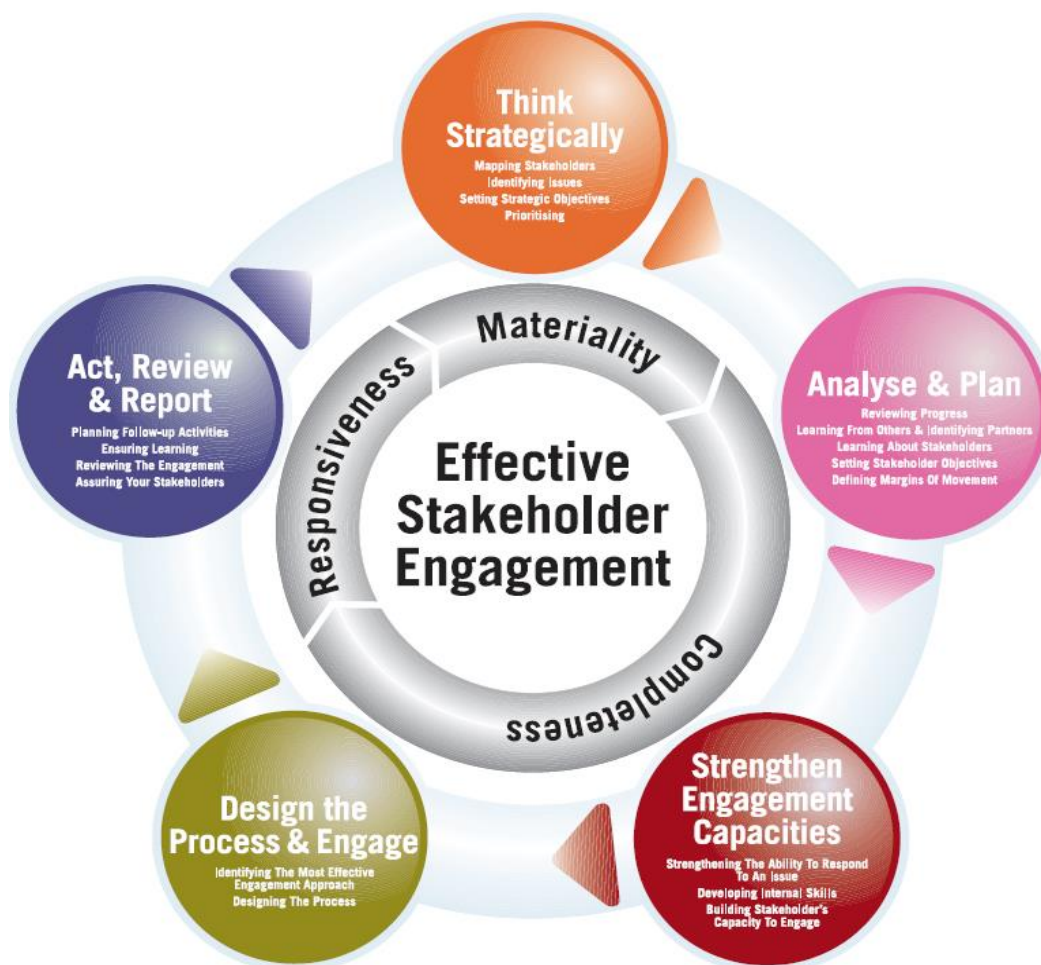 Think
Strategically
Mapping Stakeholders
Identifying Issues
Setting Strategic Objectives
Prioritising
Analyse & Plan
Reviewing Progress
Learning From Others & Identifying Partners
Learning About Stakeholders
Setting Stakeholder Objectives
Defining Margins Of Movement
Strengthen
Engagement
Capacities
Strengthening The Ability To Respond
To An Issue
Developing Internal Skills
Building Stakeholder's
Capacity To Engage
Design the
Process & Engage
Identifying The Most Effective
Engagement Approach
Designing The Process
Act, Review
& Report
Planning Follow-up Activities
Ensuring Learning
Reviewing The Engagement
Assuring Your Stakeholders
Materiality
Completeness
Responsiveness
Effective
Stakeholder
Engagement